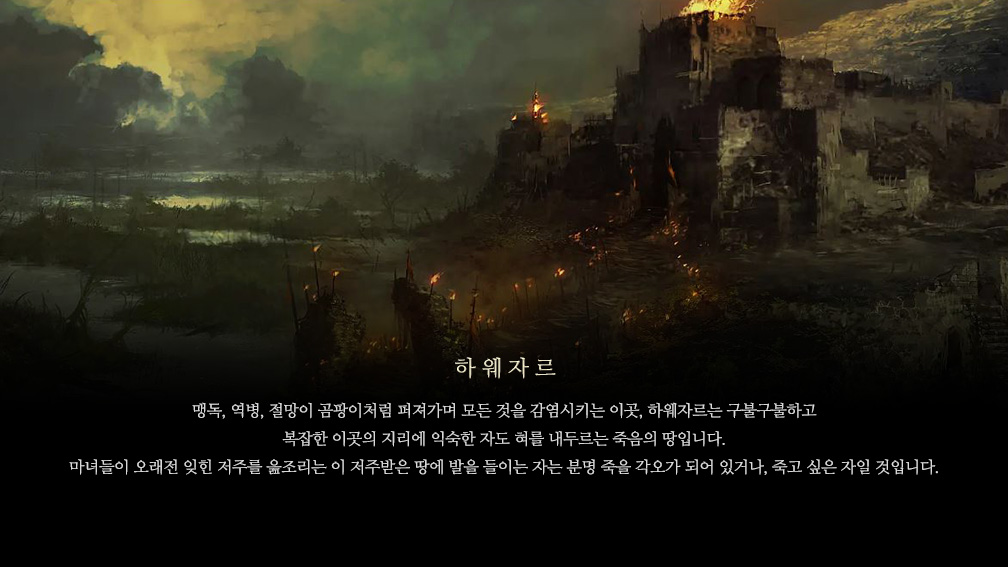 하웨자르
맹독, 역병, 절망이 곰팡이처럼 퍼져가며 모든 것을 감염시키는 이곳, 하웨자르는 구불구불하고
복잡한 이곳의 지리에 익숙한 자도 혀를 내두르는 죽음의 땅입니다.
마녀들이 오래전 잊힌 저주를 읊조리는 이 저주받은 땅에 발을 들이는 자는 분명 죽을 각오가 되어 있거나, 죽고 싶은 자일 것입니다.